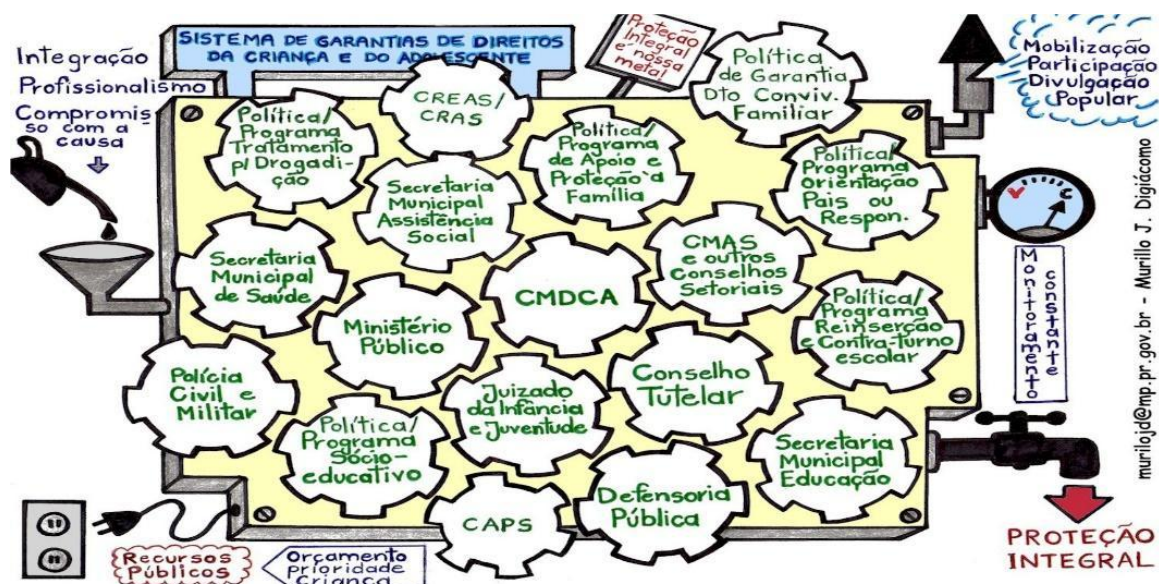 Integração
Profissionalismo
Compromis
so com a
causa
SISTEMA DE GARANTIAS DE DIREITOS
DA CRIANÇA E DO ADOLESCENTE
Proteção
Integral
é nossa
meta!
Política
de Garantia
Dto Conviv.
Familiar
Mobilização
Participação
Divulgação
Popular
Política/
Programa
Tratamento
p/ Drogadi-
ção
CREAS/
CRAS
Política/
Programa
de Apoio e
Proteção à
Família
Política/
Programa
Orientação
Pais ou
Respon.
Secretaria
Municipal
Assistência
Social
CMAS
e outros
Conselhos
Setoriais
Secretaria
Municipal
de Saúde
CMDCA
Política/
Programa
Reinserção
e Contra-turno
escolar
Ministério
Público
Conselho
Tutelar
Polícia
Civil e
Militar
Juizado
da Infância
e Juventude
Política/
Programa
Sócio-
educativo
Secretaria
Municipal
Educação
Defensoria
Pública
CAPS
Monitoramento
constante
murilojd@mp.pr.gov.br - Murillo J. Digiácomo
Recursos
Públicos
Orçamento
prioridade
Criança
PROTEÇÃO
INTEGRAL